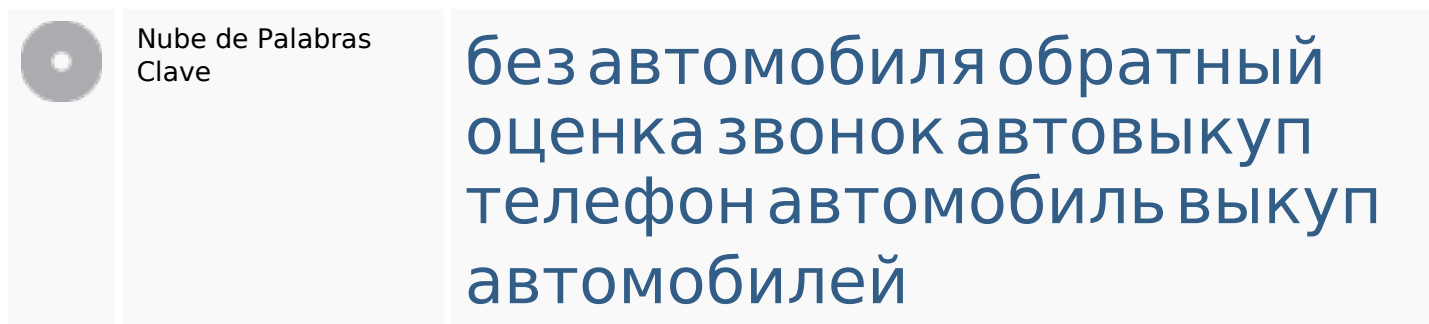 Nube de Palabras
Clave
без автомобиля обратный
оценка звонок автовыкуп
телефон автомобиль выкуп
автомобилей